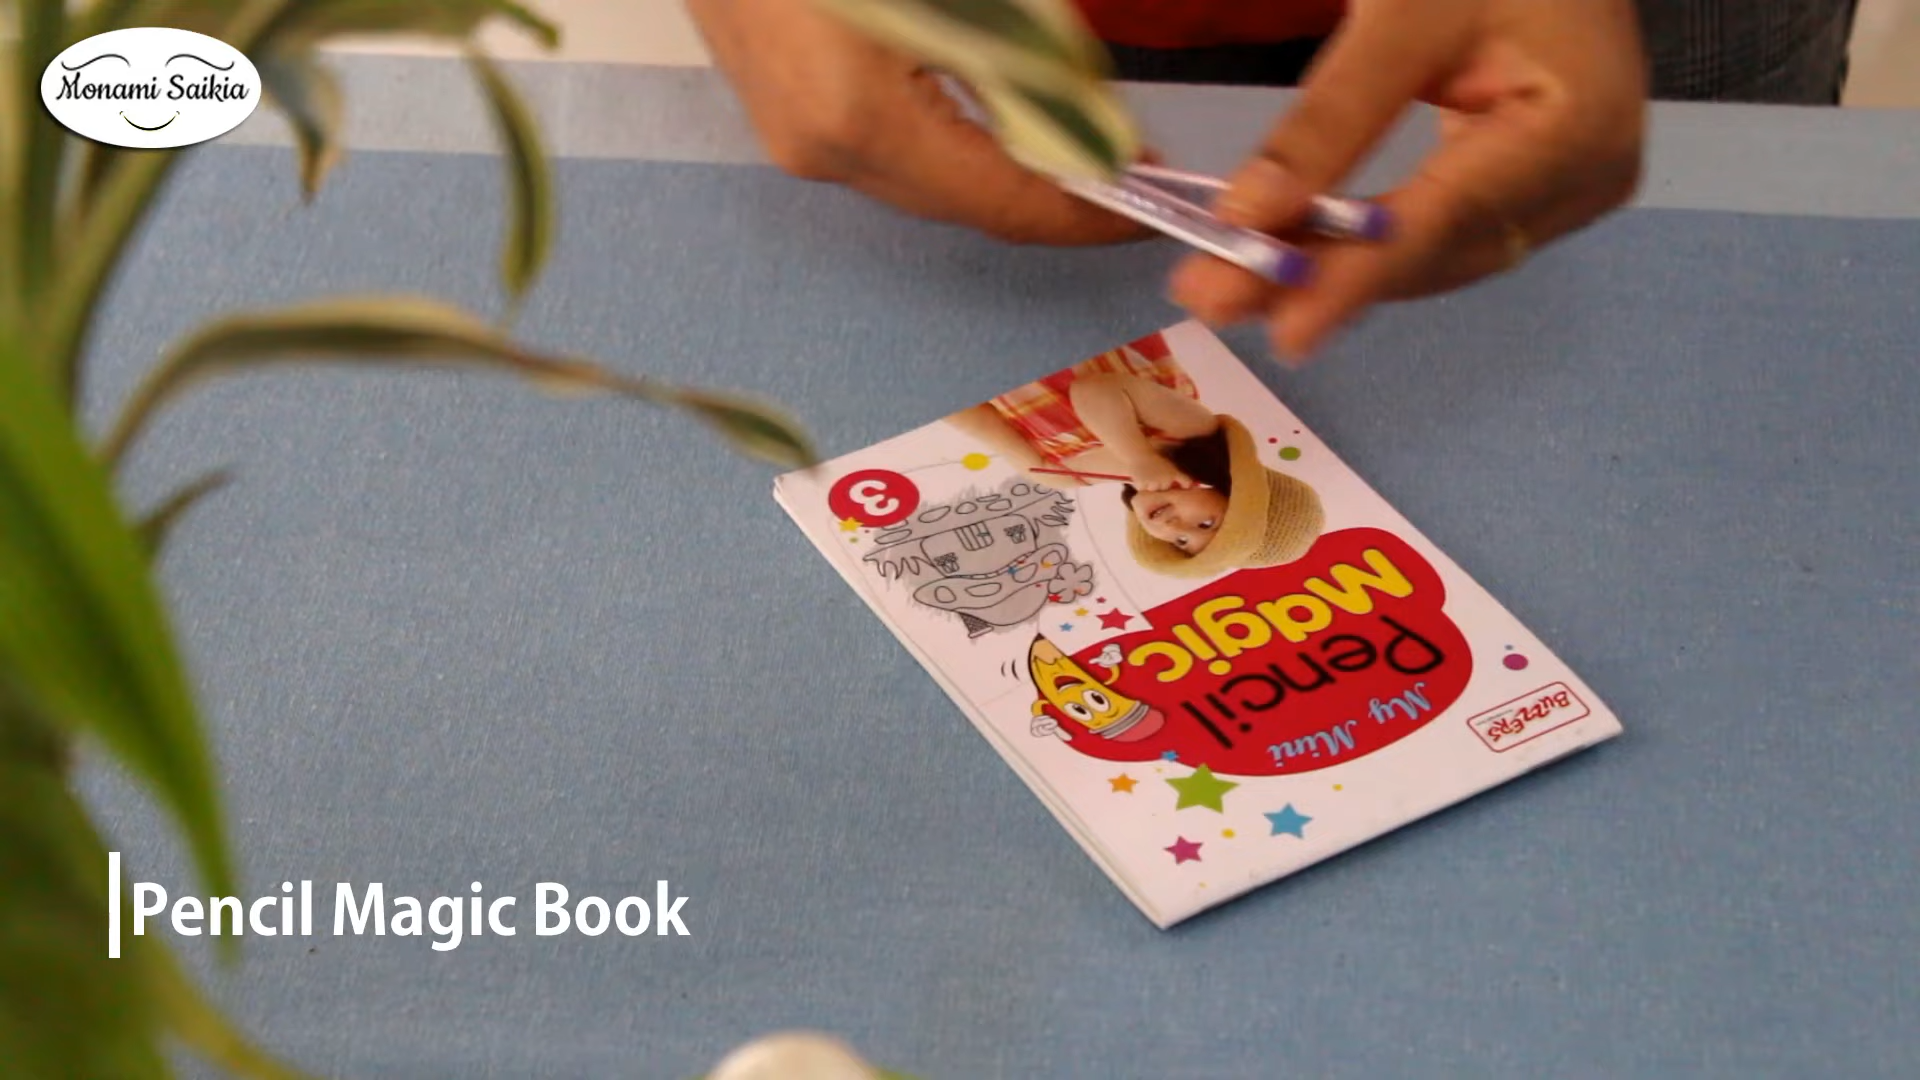 Monami Saikia
BUZZERS
My Mini
Pencil
Magic
3
Pencil Magic Book